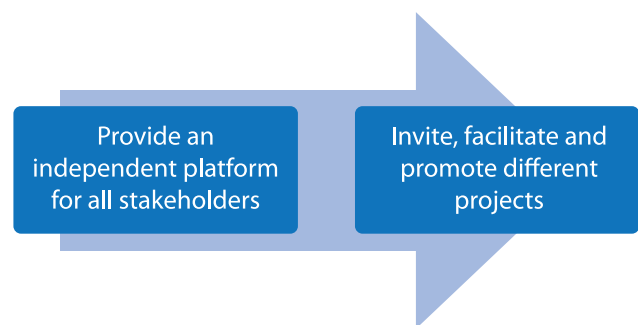 Provide an
independent platform
for all stakeholders
Invite, facilitate and
promote different
projects